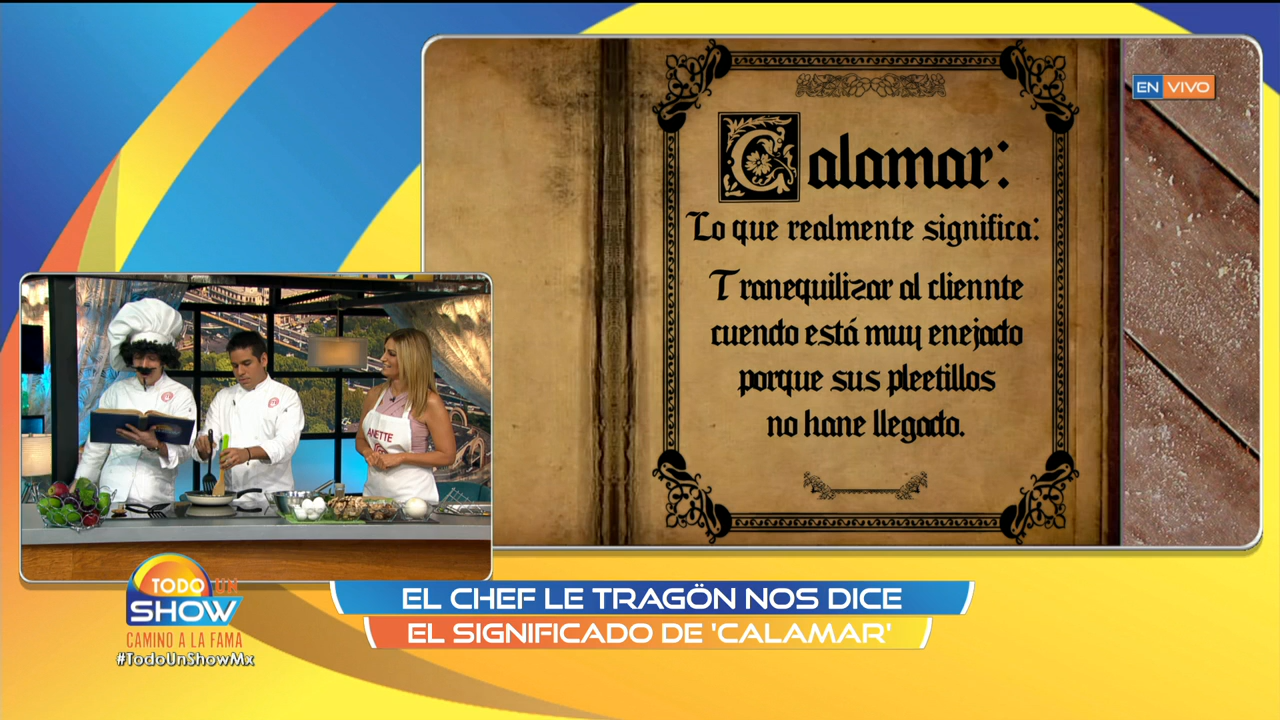 EN VIVO
Calamar:
Lo que realmente significa:
Tranequilizar al cliennte
cuendo está muy enejado
porque sus pleetillos
no hane llegado.
ANETTE
TODO UN
SHOW
CAMINO A LA FAMA
#TodoUnShowMx
EL CHEF LE TRAGÖN NOS DICE
EL SIGNIFICADO DE 'CALAMAR'